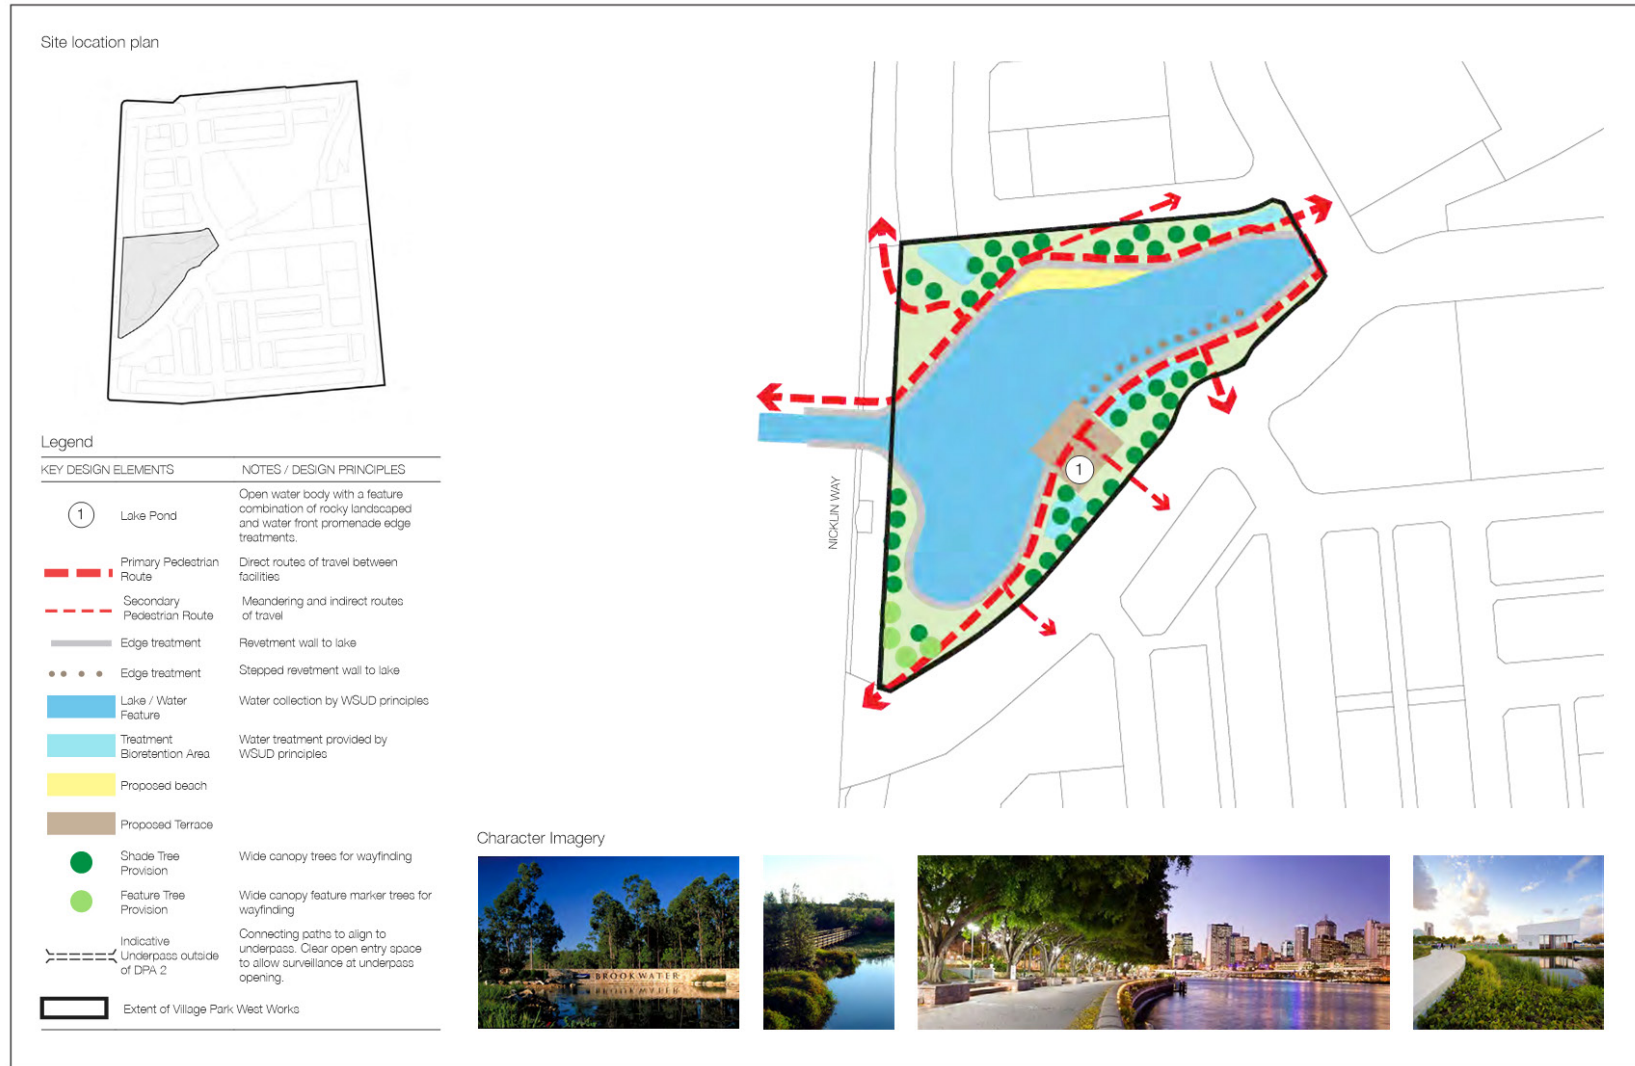 Site location plan
Legend
KEY DESIGN ELEMENTS NOTES / DESIGN PRINCIPLES
1 Lake Pond
Open water body with a feature
combination of rocky landscaped
and water front promenade edge
treatments.
Primary Pedestrian
Route
Direct routes of travel between
facilities
Secondary
Pedestrian Route
Meandering and indirect routes
of travel
Edge treatment Revetment wall to lake
Edge treatment Stepped revetment wall to lake
Lake / Water
Feature
Water collection by WSUD principles
Treatment
Bioretention Area
Water treatment provided by
WSUD principles
Proposed beach
Proposed Terrace
Shade Tree
Provision
Wide canopy trees for wayfinding
Feature Tree
Provision
Wide canopy feature marker trees for
wayfinding
Indicative
Underpass outside
of DPA 2
Connecting paths to align to
underpass. Clear open entry space
to allow surveillance at underpass
opening.
Extent of Village Park West Works
NICKLIN WAY
1
Character Imagery
BROOKWATER